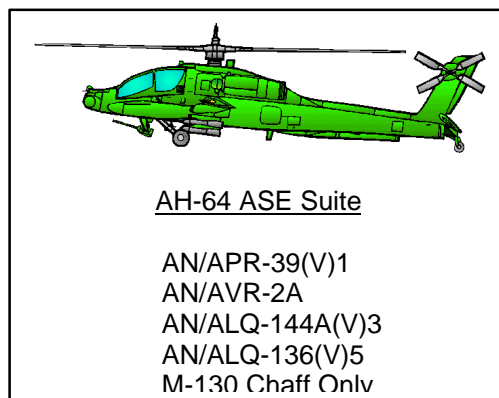 AH-64 ASE Suite
AN/APR-39(V)1
AN/AVR-2A
AN/ALQ-144A(V)3
AN/ALQ-136(V)5
M-130 Chaff Only